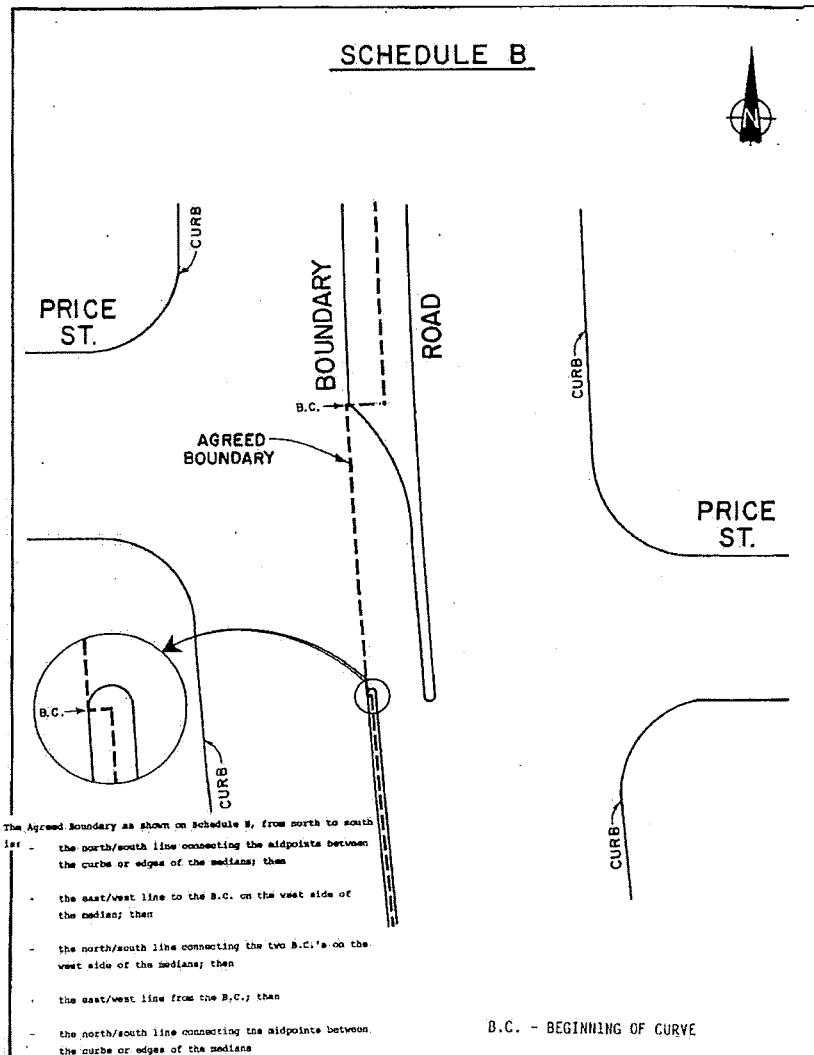 SCHEDULE B
N
CURB
PRICE
ST.
BOUNDARY
ROAD
CURB
B.C.
AGREED
BOUNDARY
PRICE
ST.
B.C.
CURB
CURB
The Agreed Boundary as shown on Schedule B, from north to south
is:
- the north/south line connecting the midpoints between
the curbs or edges of the medians; then
- the east/west line to the B.C. on the west side of
the median; then
- the north/south line connecting the two B.C.'s on the
west side of the medians; then
- the east/west line from the B.C.; then
- the north/south line connecting the midpoints between
the curbs or edges of the medians
B.C. - BEGINNING OF CURVE